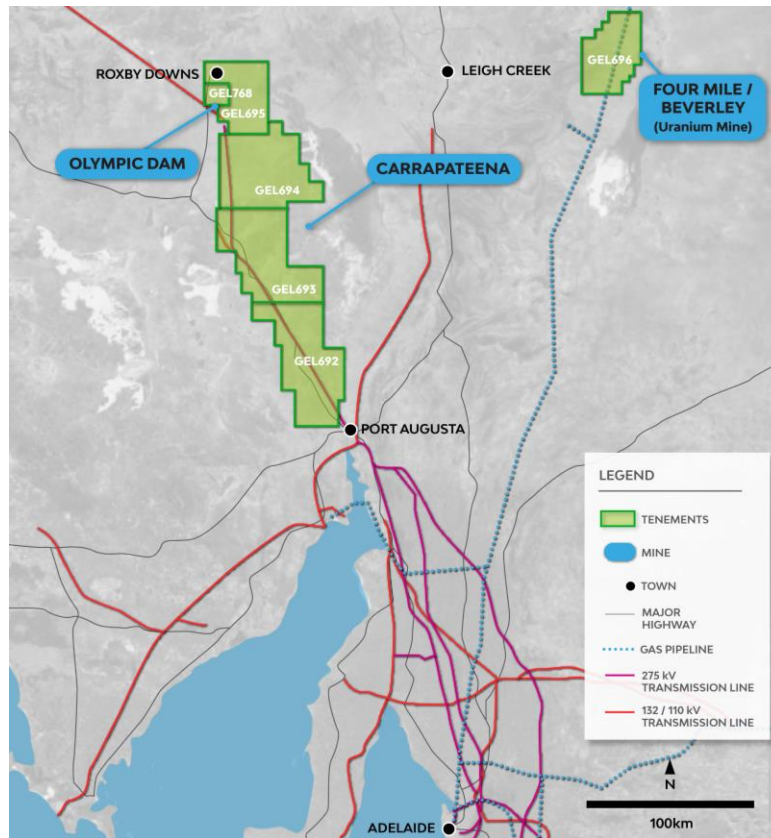 ROXBY DOWNS
GEL768
GEL695
OLYMPIC DAM
LEIGH CREEK
GEL696
FOUR MILE /
BEVERLEY
(Uranium Mine)
GEL694
CARRAPATEENA
GEL693
GEL692
PORT AUGUSTA
LEGEND
TENEMENTS
MINE
TOWN
MAJOR
HIGHWAY
GAS PIPELINE
275 kV
TRANSMISSION LINE
132 / 110 kV
TRANSMISSION LINE
N
100km
ADELAIDE